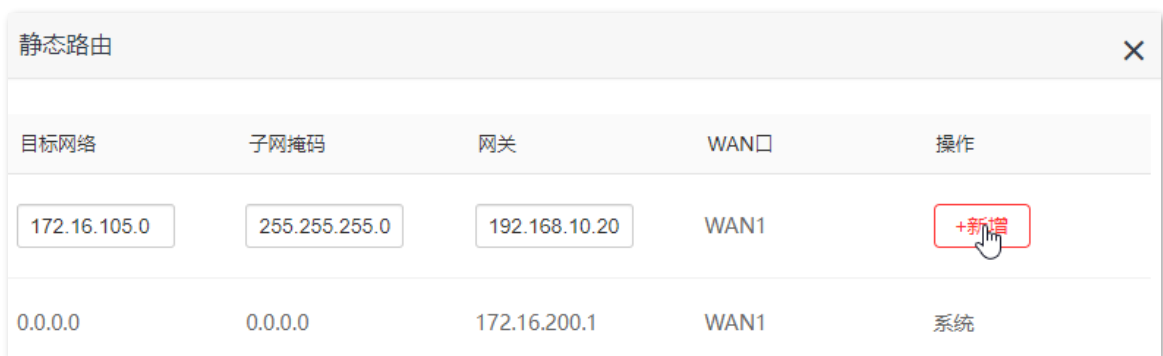 静态路由
目标网络 子网掩码 网关 WAN口 操作
172.16.105.0 255.255.255.0 192.168.10.20 WAN1 +新增
0.0.0.0 0.0.0.0 172.16.200.1 WAN1 系统